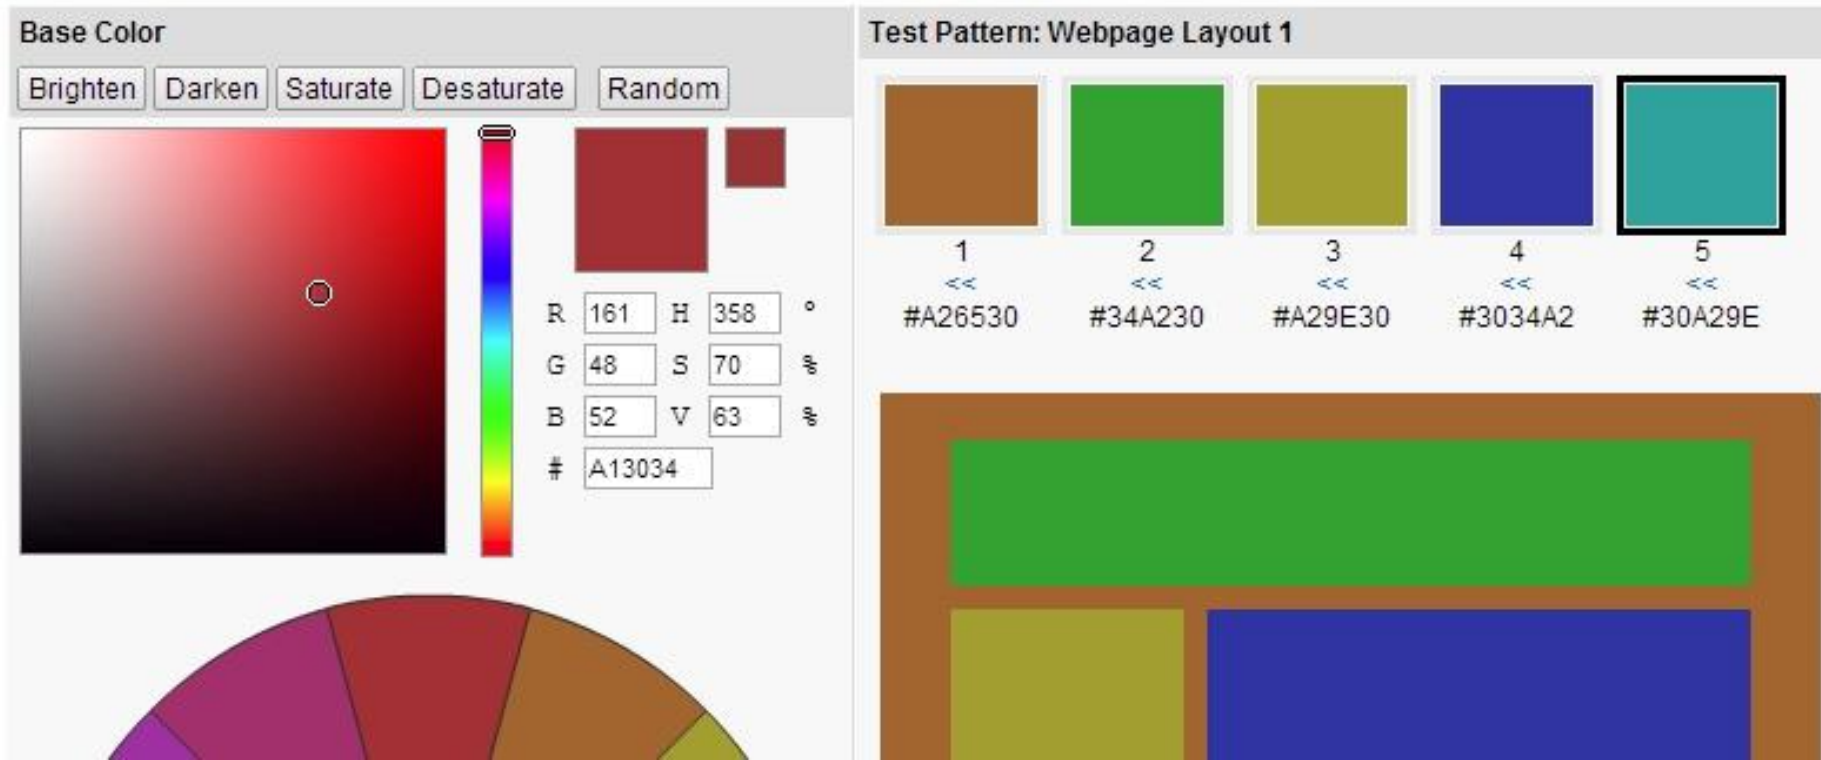 Base Color
Brighten Darken Saturate Desaturate Random
R 161 H 358 °
G 48 S 70 %
B 52 V 63 %
# A13034
Test Pattern: Webpage Layout 1
1 2 3 4 5
<< << << << <<
#A26530 #34A230 #A29E30 #3034A2 #30A29E